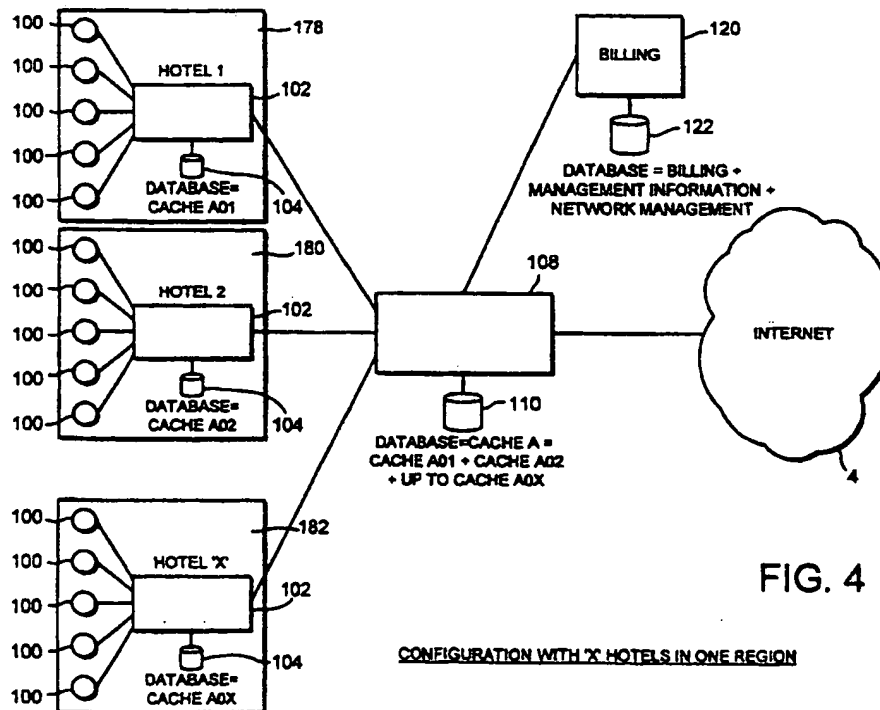 100
100
100
100
100
HOTEL 1
178
102
104
DATABASE=
CACHE A01
100
100
100
100
100
HOTEL 2
180
102
104
DATABASE=
CACHE A02
100
100
100
100
100
HOTEL 'X'
182
102
104
DATABASE=
CACHE A0X
108
110
DATABASE=CACHE A =
CACHE A01 + CACHE A02
+ UP TO CACHE A0X
BILLING
120
122
DATABASE = BILLING +
MANAGEMENT INFORMATION +
NETWORK MANAGEMENT
INTERNET
4
FIG. 4
CONFIGURATION WITH 'X' HOTELS IN ONE REGION